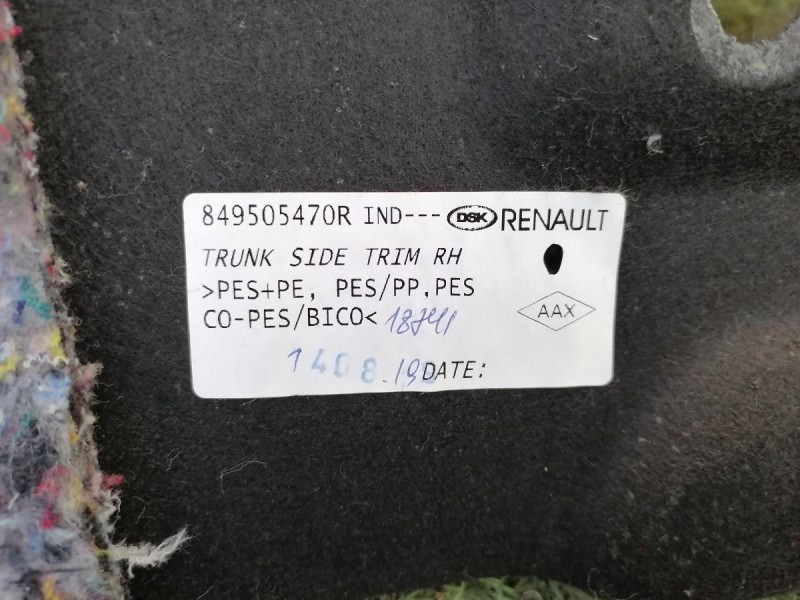 849505470R IND--- DSK RENAULT
TRUNK SIDE TRIM RH
>PES+PE, PES/PP,PES
CO-PES/BICO<
AAX
DATE: